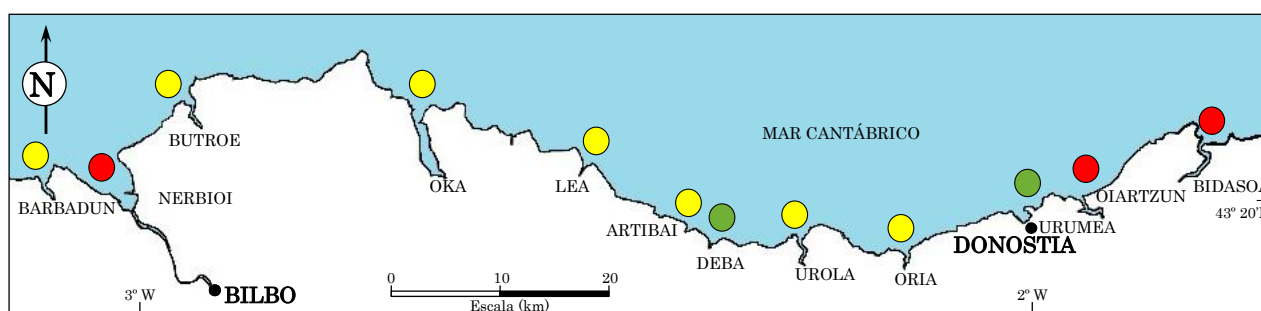 N
BUTROE
BARBADUN
NERBIOI
BILBO
3º W
OKA
LEA
ARTIBAI
DEBA
UROLA
ORIA
MAR CANTÁBRICO
DONOSTIA
URUMEA
OIARTZUN
BIDASOA
43º 20'
2º W
0
10
20
Escala (km)